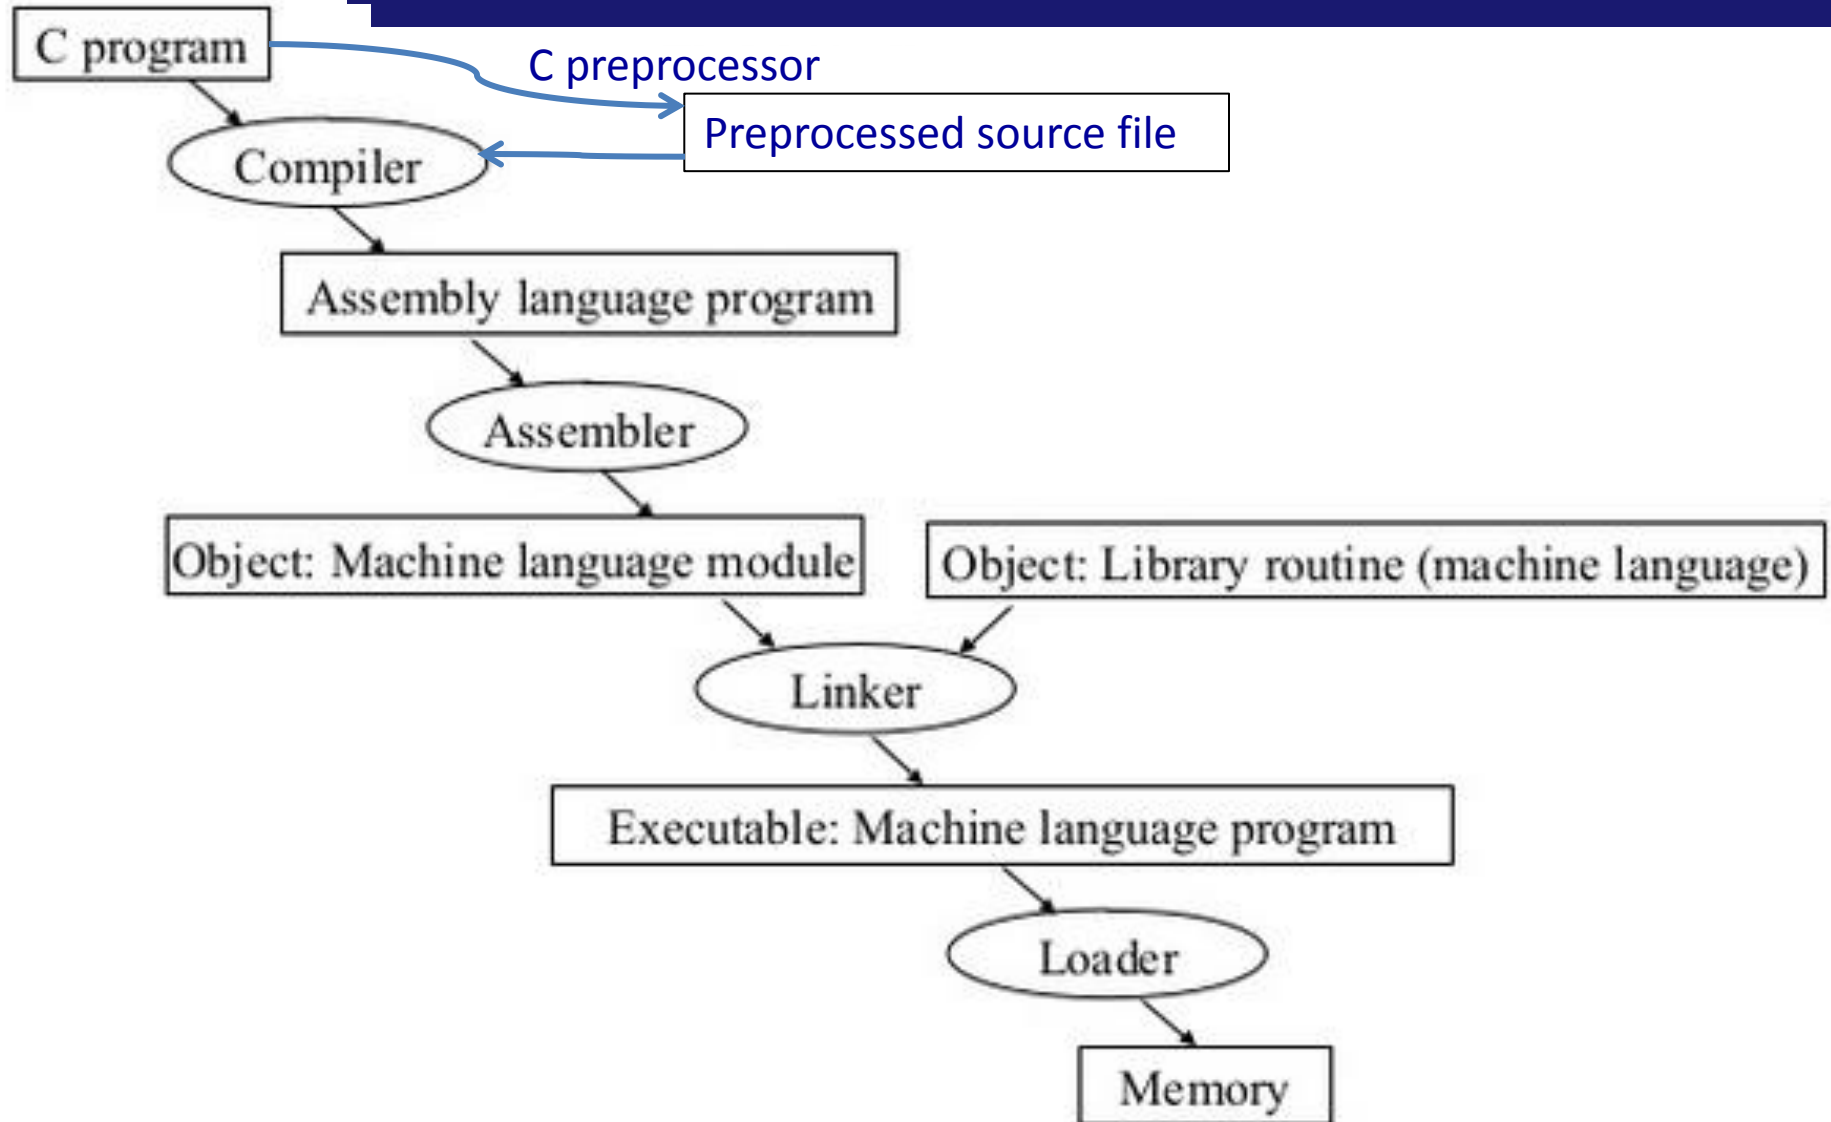 C program
C preprocessor
Preprocessed source file
Compiler
Assembly language program
Assembler
Object: Machine language module
Object: Library routine (machine language)
Linker
Executable: Machine language program
Loader
Memory